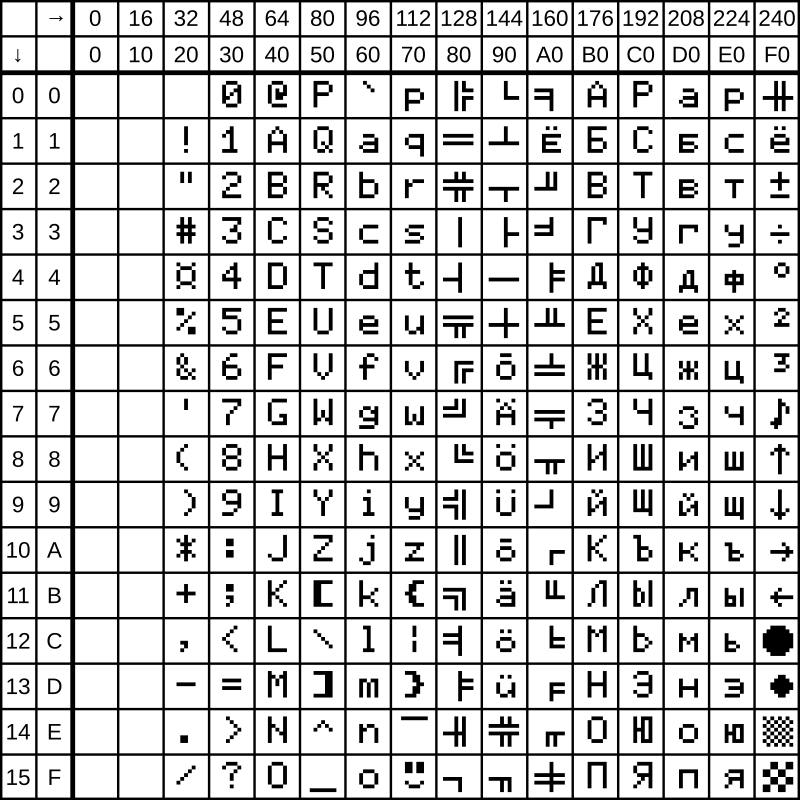 → 0 16 32 48 64 80 96 112 128 144 160 176 192 208 224 240
↓ 0 10 20 30 40 50 60 70 80 90 A0 B0 C0 D0 E0 F0
0 0 0 @ P ` p ╠ └ ╕ А Р а р ╫
1 1 ! 1 A Q a q ═ ┴ Ё Б С б с ё
2 2 " 2 B R b r ╬ ┬ ╜ В Т в т ±
3 3 # 3 C S c s │ ├ ╛ Г У г у ÷
4 4 ¤ 4 D T d t ┤ ─ ╞ Д Ф д ф °
5 5 % 5 E U e u ╦ ┼ ╨ Е Х е х ²
6 6 & 6 F V f v ╔ Õ ╧ Ж Ц ж ц ³
7 7 ' 7 G W g w ╝ Ä ╤ З Ч з ч ♪
8 8 ( 8 H X h x ╚ Ö ╥ И Ш и ш ↑
9 9 ) 9 I Y i y ╣ Ü ┘ Й Щ й щ ↓
10 A * : J Z j z ║ õ ┌ К Ъ к ъ →
11 B + ; K [ k { ╗ ä ╙ Л Ы л ы ←
12 C , < L \ l ¦ ╡ ö ╘ М Ь м ь ●
13 D - = M ] m } ╞ ü ╒ Н Э н э ●
14 E . > N ^ n ‾ ╢ ╬ ╓ О Ю о ю ▒
15 F / ? O _ o ┐ ╖ ╪ П Я п я